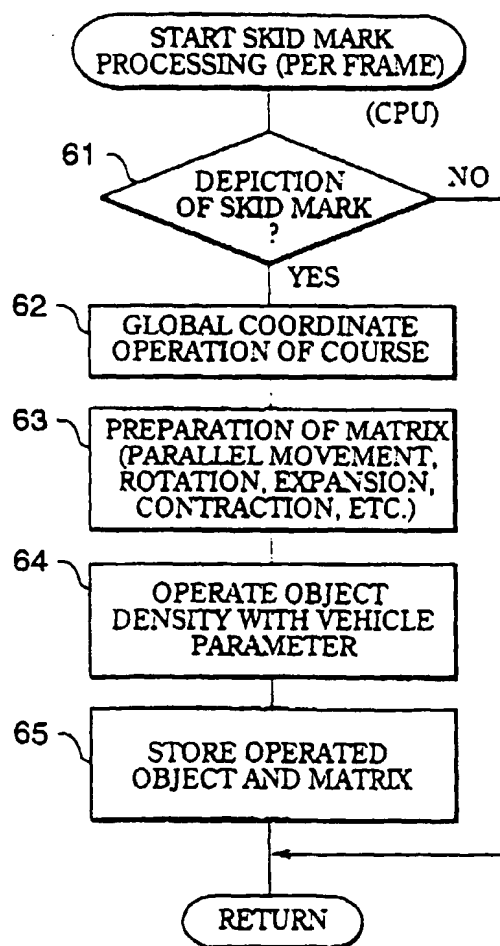 START SKID MARK
PROCESSING (PER FRAME)
(CPU)
61
DEPICTION
OF SKID MARK
?
NO
YES
62
GLOBAL COORDINATE
OPERATION OF COURSE
63
PREPARATION OF MATRIX
(PARALLEL MOVEMENT,
ROTATION, EXPANSION,
CONTRACTION, ETC.)
64
OPERATE OBJECT
DENSITY WITH VEHICLE
PARAMETER
65
STORE OPERATED
OBJECT AND MATRIX
RETURN